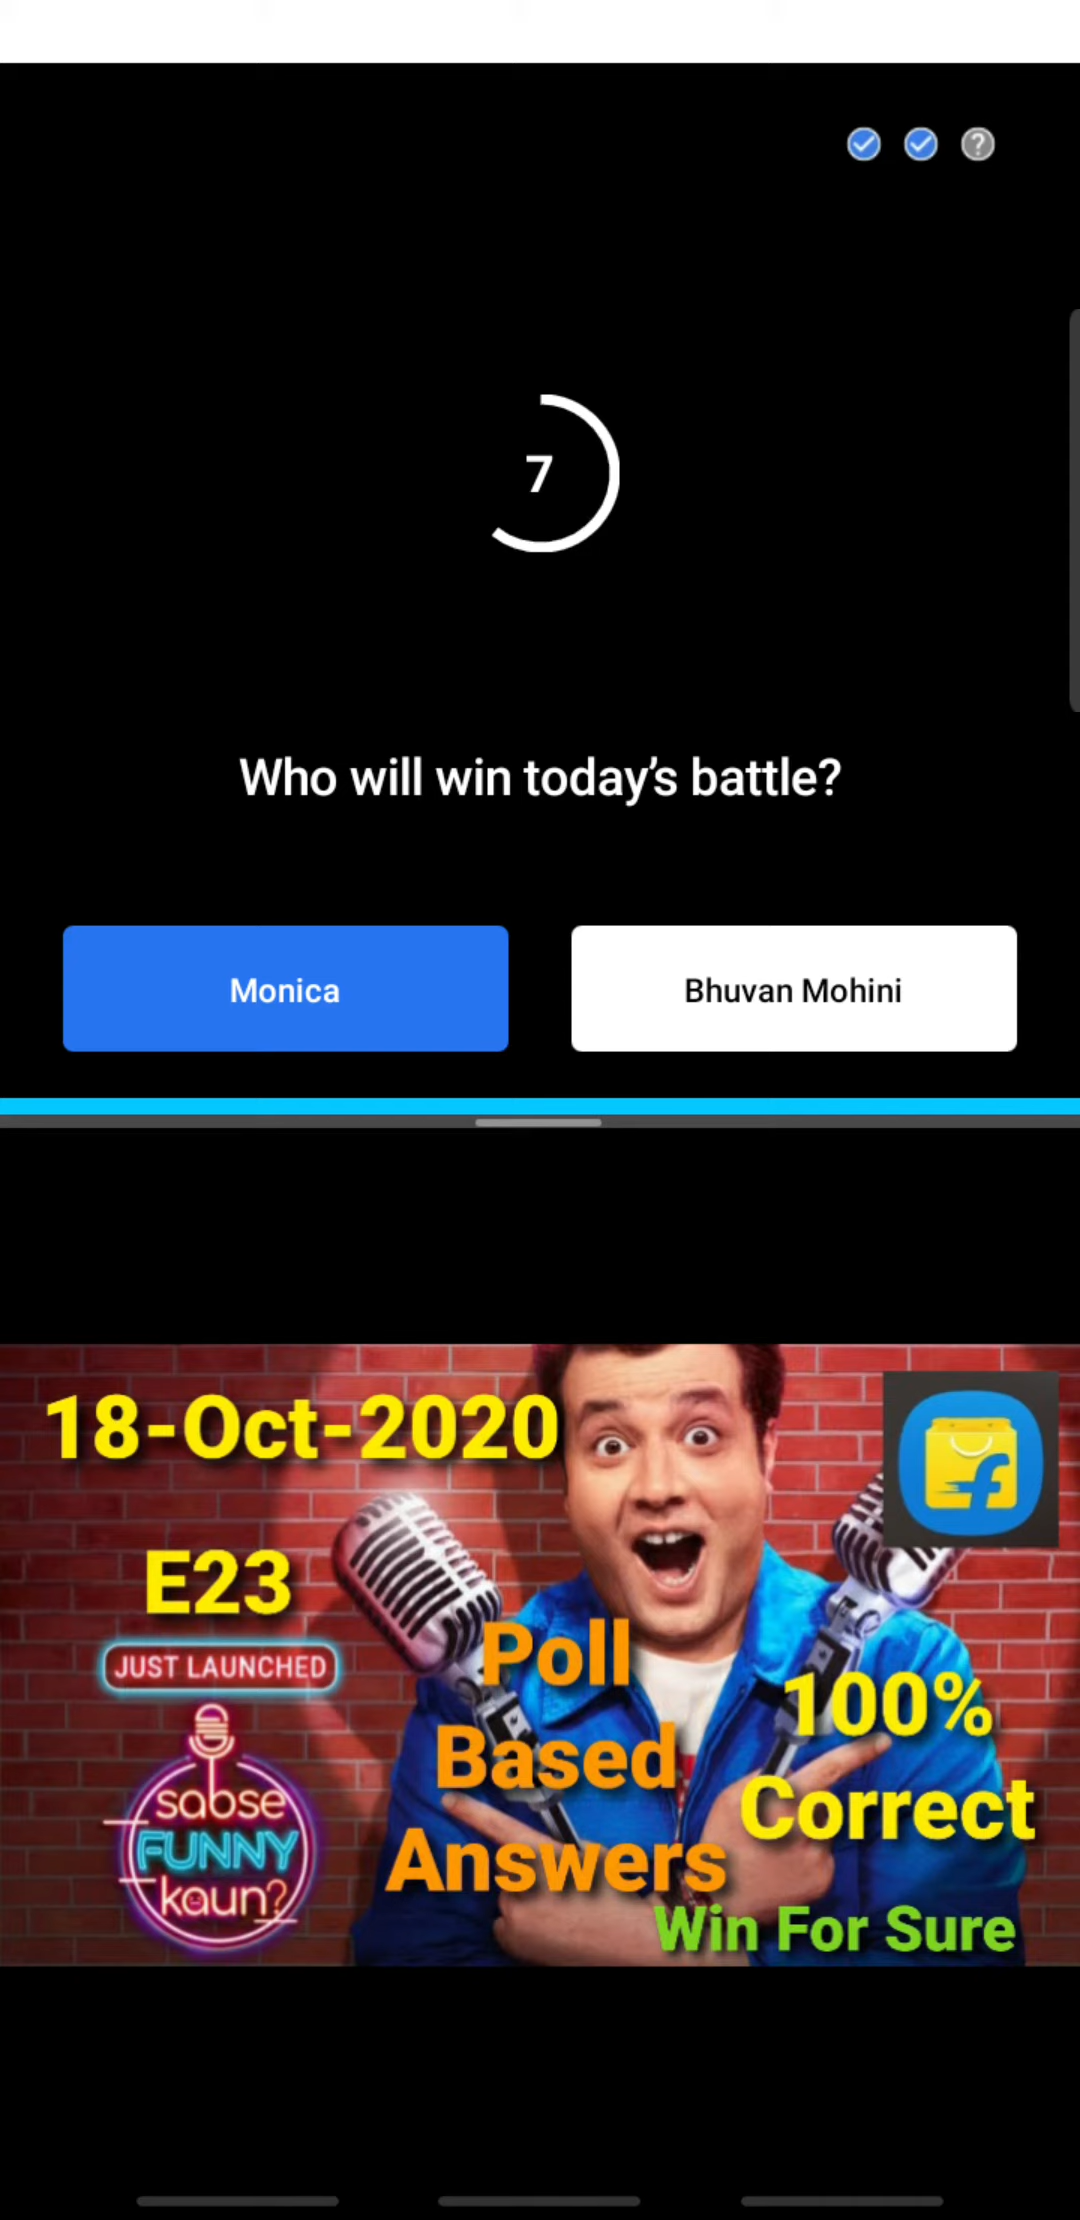 7
Who will win today's battle?
Monica
Bhuvan Mohini
18-Oct-2020
E23
JUST LAUNCHED
sabse
FUNNY
kaun?
Poll
Based
Answers
100%
Correct
Win For Sure